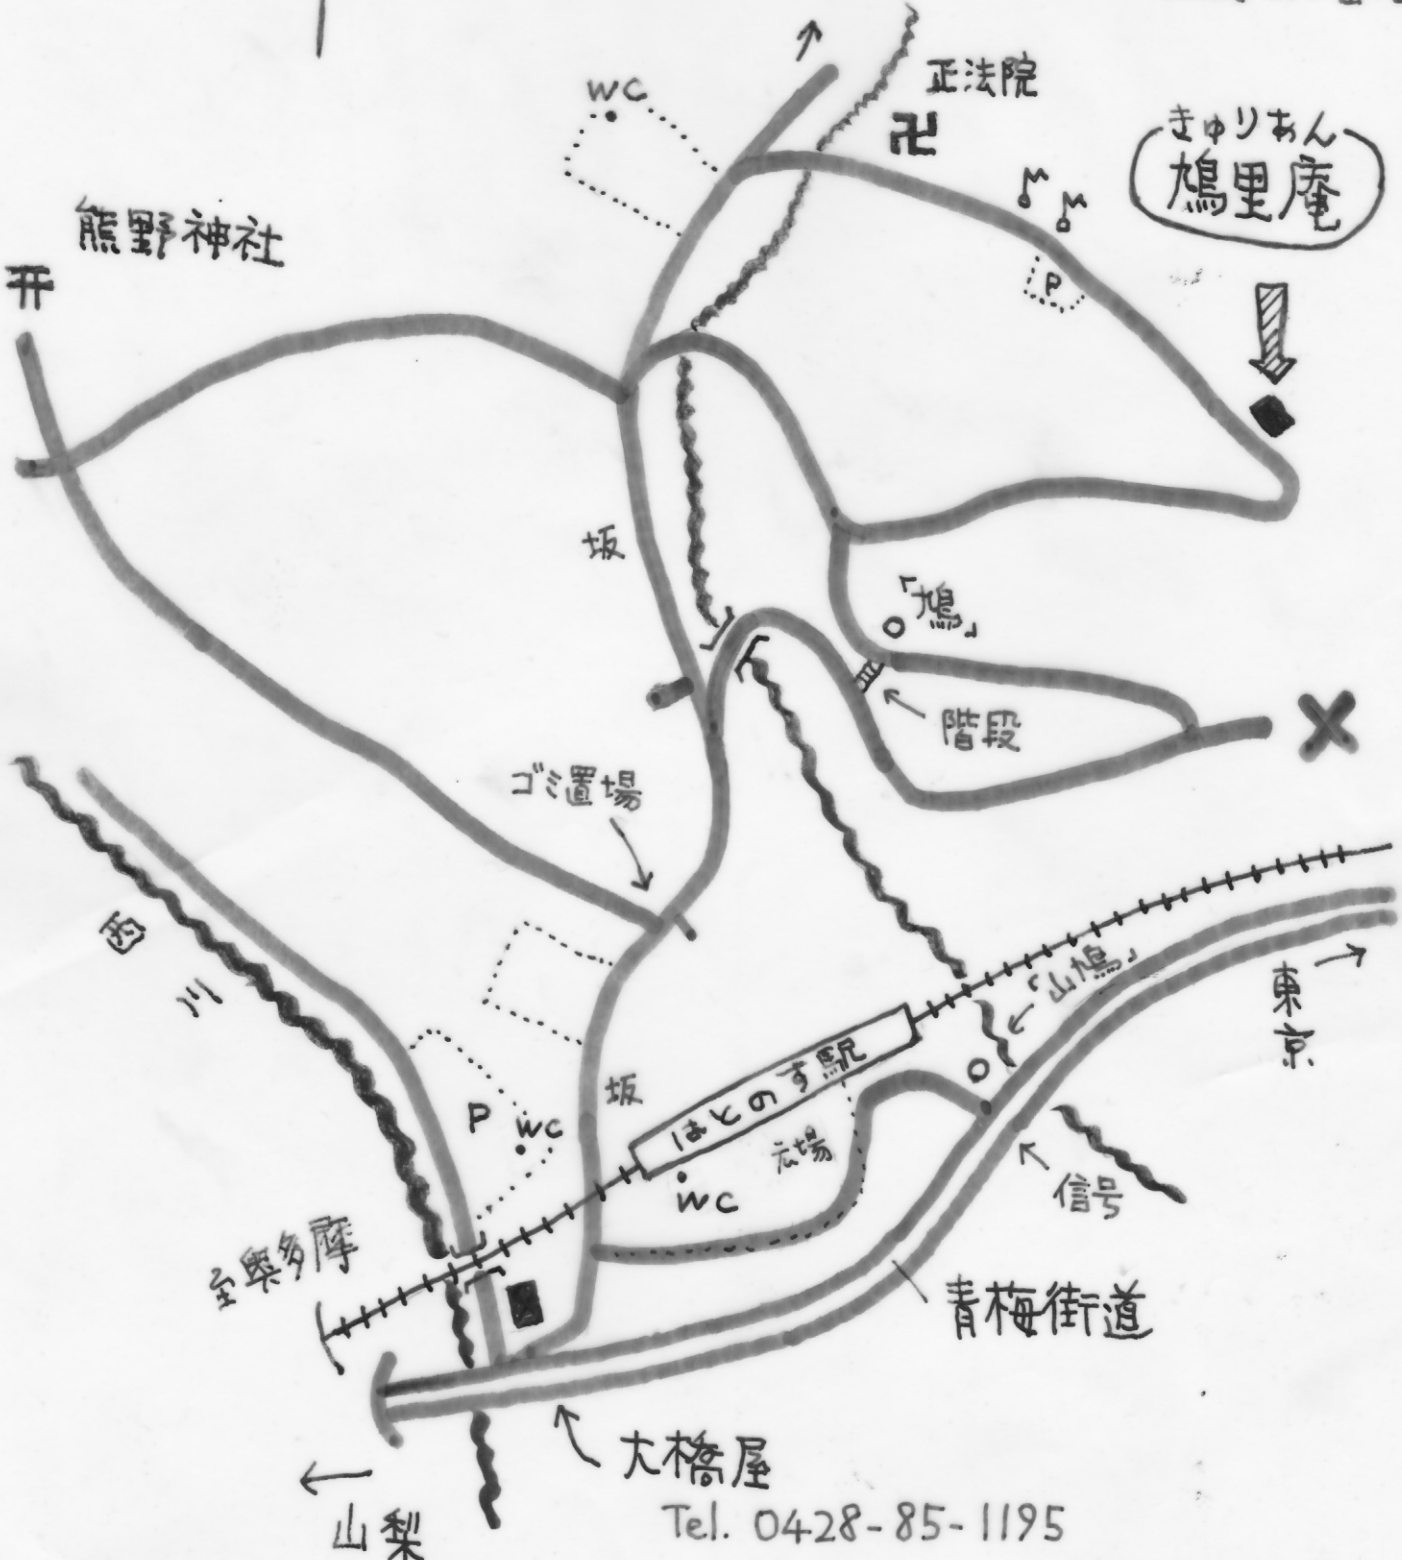 WC
正法院
卍
きゅりあん
鳩里庵
熊野神社
P
坂
「鳩」
階段
ゴミ置場
西川
「山鳩」
東京
はとのす駅
坂
P
WC
広場
WC
信号
至奥多摩
青梅街道
大橋屋
山梨
Tel. 0428-85-1195